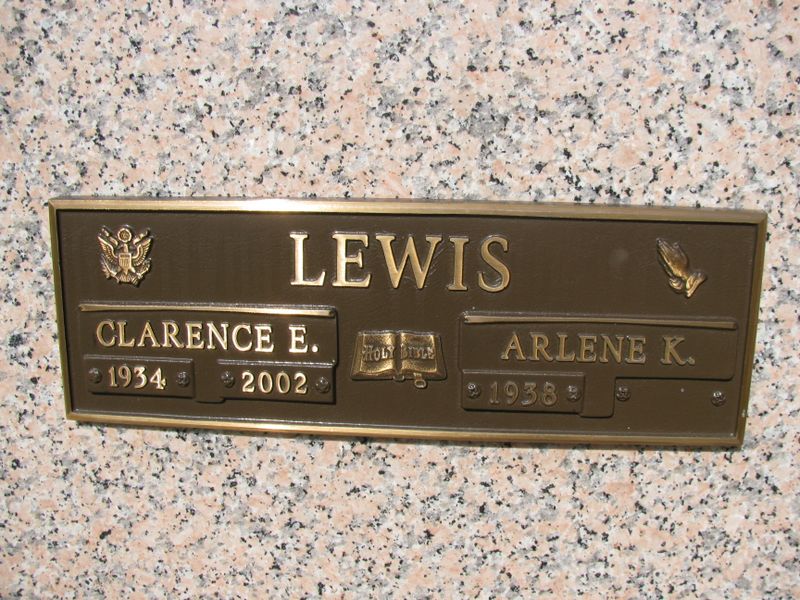 LEWIS
CLARENCE E.
1934 2002
HOLY BIBLE
ARLENE K.
1938